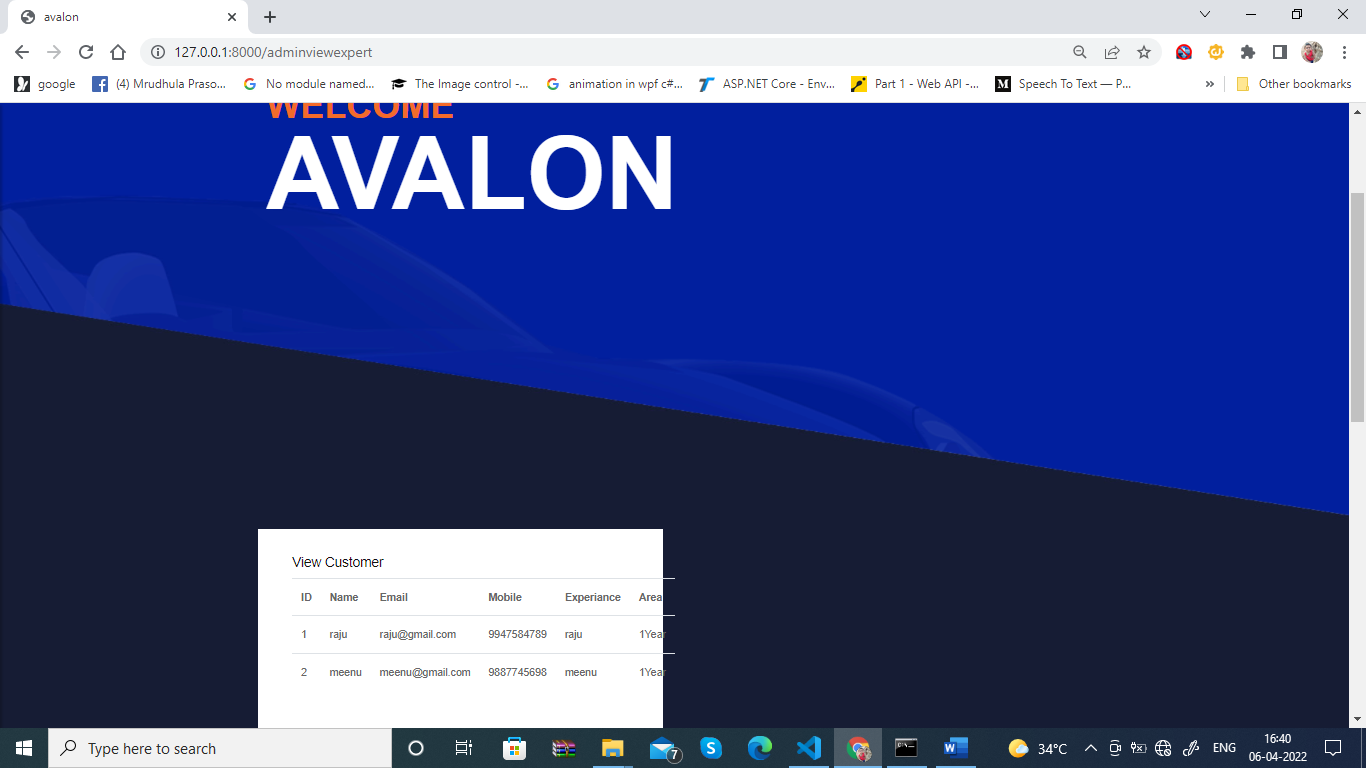 avalon
127.0.0.1:8000/adminviewexpert
google (4) Mrudhula Praso... No module named... The Image control -... animation in wpf c#... ASP.NET Core - Env... Part 1 - Web API -... Speech To Text — P... » Other bookmarks
WELCOME
AVALON
View Customer
ID Name Email Mobile Experiance Area
1 raju raju@gmail.com 9947584789 raju 1Year
2 meenu meenu@gmail.com 9887745698 meenu 1Year
Type here to search 7 34°C ENG 16:40
06-04-2022